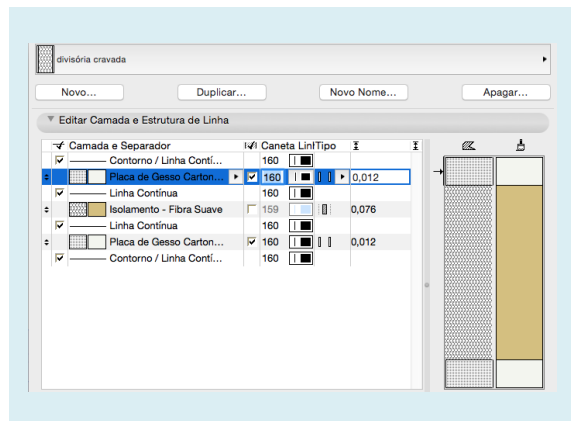 divisória cravada
Novo... Duplicar... Novo Nome... Apagar...
Editar Camada e Estrutura de Linha
Camada e Separador Caneta Linl Tipo
Contorno / Linha Contí... 160
Placa de Gesso Carton... 160 0,012
Linha Contínua 160
Isolamento - Fibra Suave 159 0,076
Linha Contínua 160
Placa de Gesso Carton... 160 0,012
Contorno / Linha Contí... 160